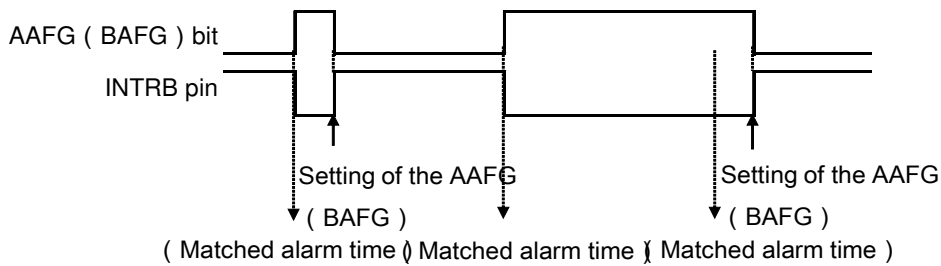 AAFG ( BAFG ) bit
INTRB pin
Setting of the AAFG
Setting of the AAFG
( BAFG )
( BAFG )
( Matched alarm time )
( Matched alarm time )
( Matched alarm time )